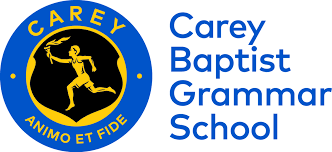 CAREY
ANIMO ET FIDE
Carey
Baptist
Grammar
School